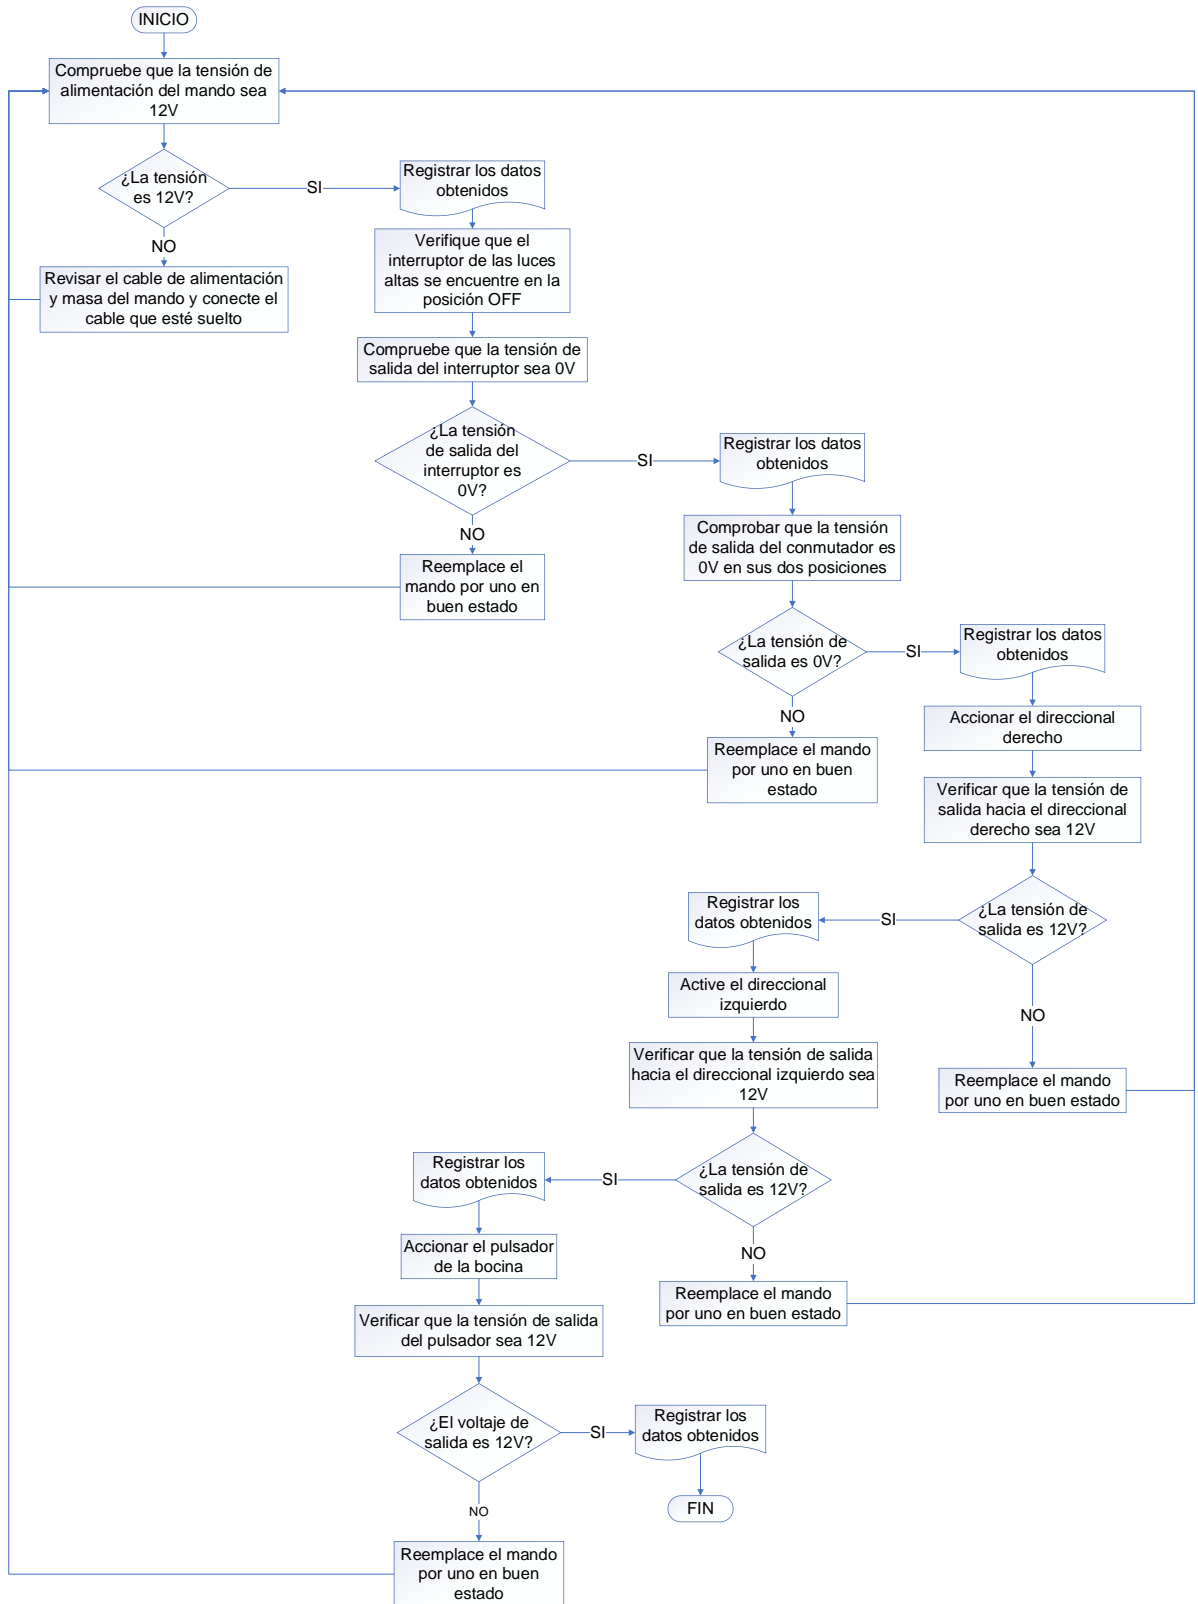 INICIO
Compruebe que la tensión de
alimentación del mando sea
12V
¿La tensión
es 12V?
SI
Registrar los datos
obtenidos
NO
Revisar el cable de alimentación
y masa del mando y conecte el
cable que esté suelto
Verifique que el
interruptor de las luces
altas se encuentre en la
posición OFF
Compruebe que la tensión de
salida del interruptor sea 0V
¿La tensión
de salida del
interruptor es
0V?
SI
Registrar los datos
obtenidos
NO
Reemplace el
mando por uno en
buen estado
Comprobar que la tensión
de salida del conmutador es
0V en sus dos posiciones
¿La tensión de
salida es 0V?
SI
Registrar los datos
obtenidos
NO
Reemplace el mando
por uno en buen
estado
Accionar el direccional
derecho
Verificar que la tensión de
salida hacia el direccional
derecho sea 12V
¿La tensión de
salida es 12V?
SI
Registrar los
datos obtenidos
NO
Reemplace el mando
por uno en buen estado
Active el direccional
izquierdo
Verificar que la tensión de salida
hacia el direccional izquierdo sea
12V
¿La tensión de
salida es 12V?
SI
Registrar los
datos obtenidos
NO
Reemplace el mando
por uno en buen estado
Accionar el pulsador
de la bocina
Verificar que la tensión de salida
del pulsador sea 12V
¿El voltaje de
salida es 12V?
SI
Registrar los
datos obtenidos
FIN
NO
Reemplace el mando
por uno en buen
estado